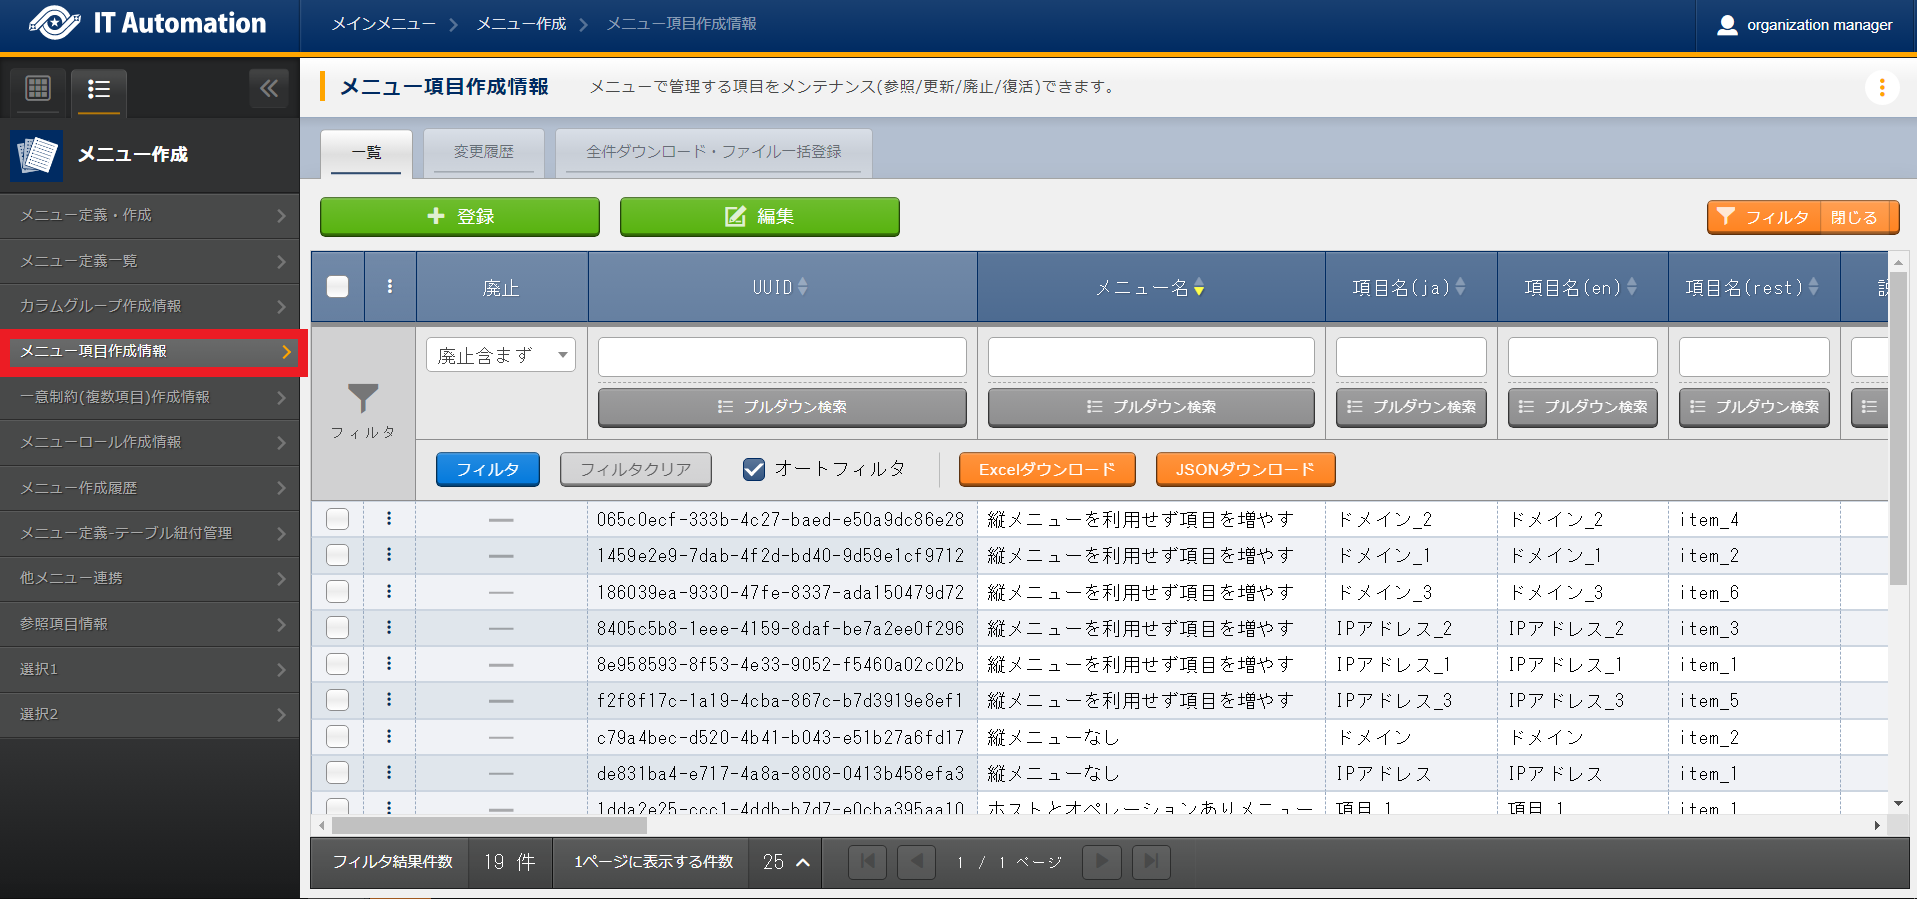 IT Automation
メインメニュー
メニュー作成
メニュー項目作成情報
organization manager
メニュー作成
メニュー定義・作成
メニュー定義一覧
カラムグループ作成情報
メニュー項目作成情報
一意制約(複数項目)作成情報
メニューロール作成情報
メニュー作成履歴
メニュー定義-テーブル紐付管理
他メニュー連携
参照項目情報
選択1
選択2
メニュー項目作成情報
メニューで管理する項目をメンテナンス(参照/更新/廃止/復活)できます。
一覧
変更履歴
全件ダウンロード・ファイル一括登録
登録
編集
フィルタ 閉じる
廃止 UUID メニュー名 項目名(ja) 項目名(en) 項目名(rest)
フィルタ
廃止含まず
プルダウン検索 プルダウン検索 プルダウン検索 プルダウン検索 プルダウン検索
フィルタ フィルタクリア オートフィルタ Excelダウンロード JSONダウンロード
— 065c0ecf-333b-4c27-baed-e50a9dc86e28 縦メニューを利用せず項目を増やす ドメイン_2 ドメイン_2 item_4
— 1459e2e9-7dab-4f2d-bd40-9d59e1cf9712 縦メニューを利用せず項目を増やす ドメイン_1 ドメイン_1 item_2
— 186039ea-9330-47fe-8337-ada150479d72 縦メニューを利用せず項目を増やす ドメイン_3 ドメイン_3 item_6
— 8405c5b8-1eee-4159-8daf-be7a2ee0f296 縦メニューを利用せず項目を増やす IPアドレス_2 IPアドレス_2 item_3
— 8e958593-8f53-4e33-9052-f5460a02c02b 縦メニューを利用せず項目を増やす IPアドレス_1 IPアドレス_1 item_1
— f2f8f17c-1a19-4cba-867c-b7d3919e8ef1 縦メニューを利用せず項目を増やす IPアドレス_3 IPアドレス_3 item_5
— c79a4bec-d520-4b41-b043-e51b27a6fd17 縦メニューなし ドメイン ドメイン item_2
— de831ba4-e717-4a8a-8808-0413b458efa3 縦メニューなし IPアドレス IPアドレス item_1
— 1dda2e25-ccc1-4ddb-b7d7-e0cba395aa10 ホストとオペレーションありメニュー 項目_1 項目_1 item_1
フィルタ結果件数 19 件 1ページに表示する件数 25 1 / 1 ページ